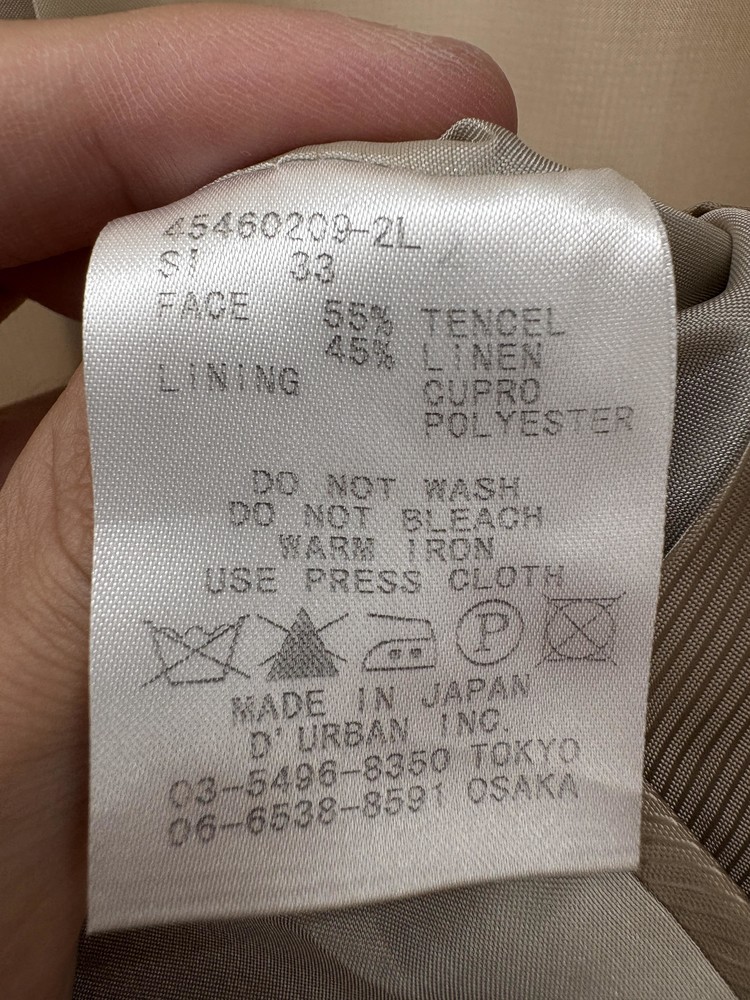 45460209-2L
33
FACE 55% TENCEL
45% LINEN
LINING CUPRO
POLYESTER
DO NOT WASH
DO NOT BLEACH
WARM IRON
USE PRESS CLOTH
P
MADE IN JAPAN
D'URBAN INC.
03-5496-8350 TOKYO
06-6538-8591 OSAKA